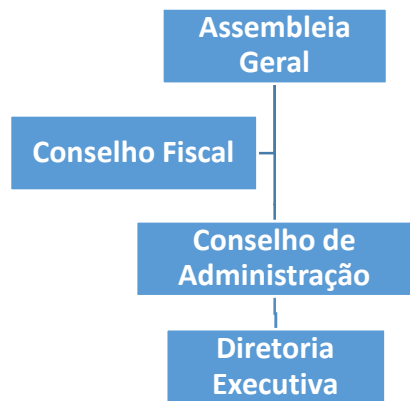 Assembleia
Geral
Conselho Fiscal
Conselho de
Administração
Diretoria
Executiva